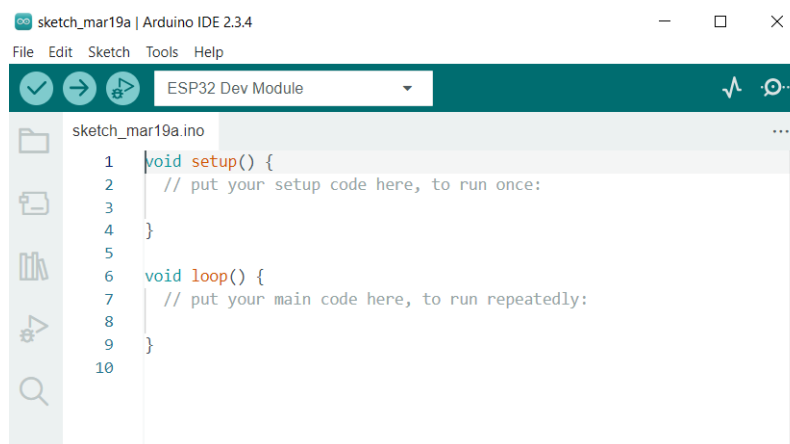 sketch_mar19a | Arduino IDE 2.3.4
File Edit Sketch Tools Help
ESP32 Dev Module
sketch_mar19a.ino
1 void setup() {
2 // put your setup code here, to run once:
3
4 }
5
6 void loop() {
7 // put your main code here, to run repeatedly:
8
9 }
10